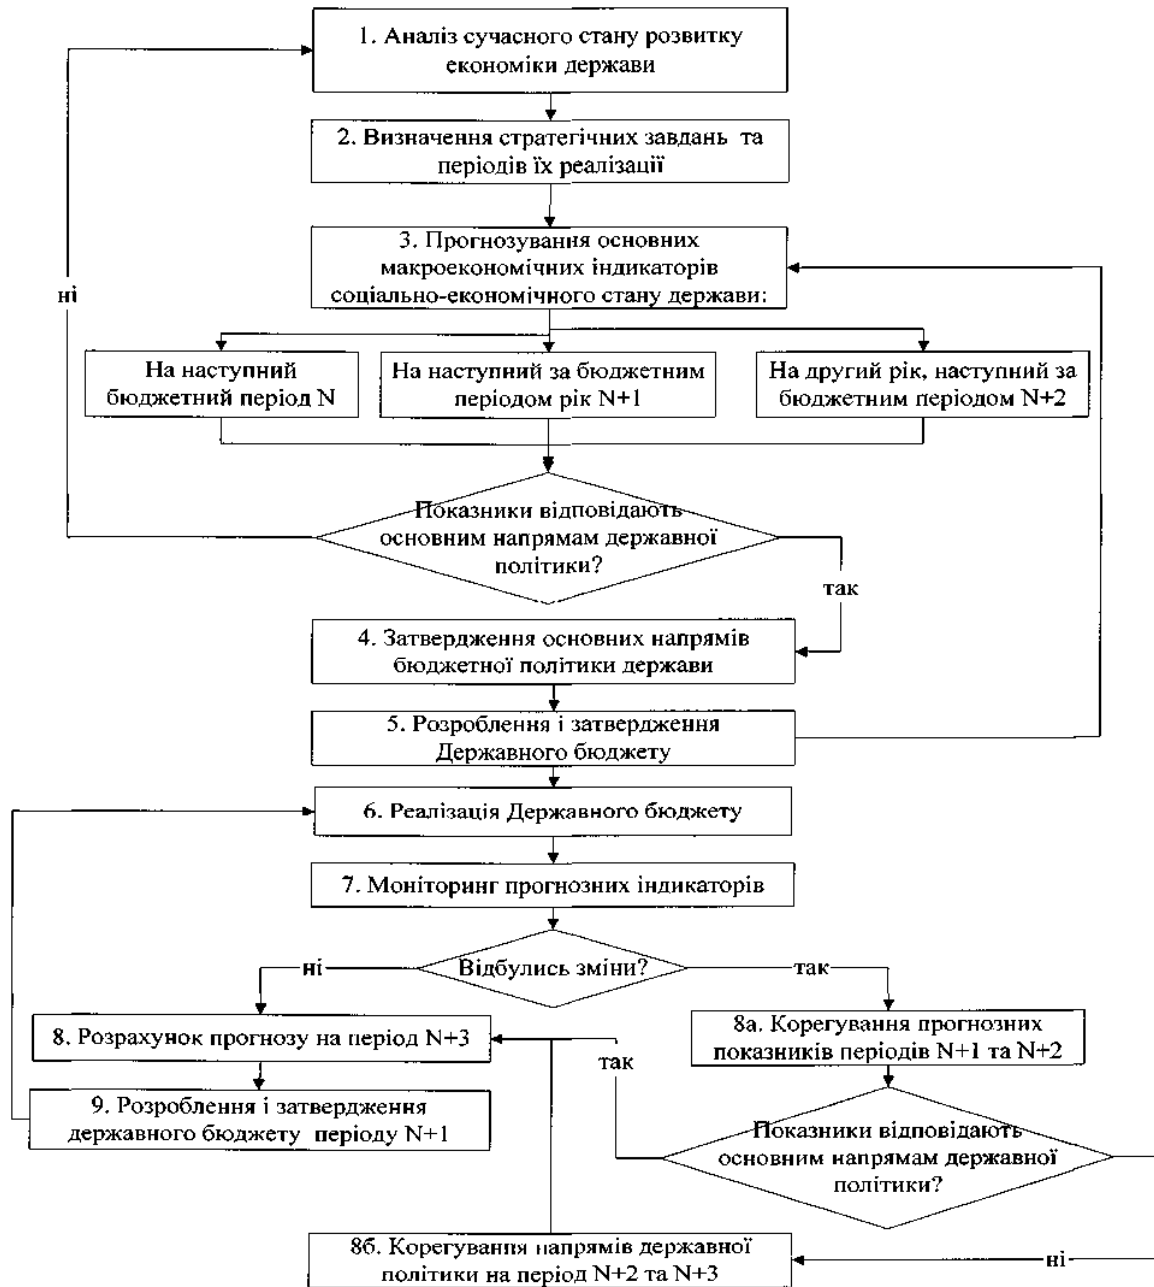 1. Аналіз сучасного стану розвитку
економіки держави
2. Визначення стратегічних завдань та
періодів їх реалізації
3. Прогнозування основних
макроекономічних індикаторів
соціально-економічного стану держави:
ні
На наступний
бюджетний період N
На наступний за бюджетним
періодом рік N+1
На другий рік, наступний за
бюджетним періодом N+2
Показники відповідають
основним напрямам державної
політики?
так
4. Затвердження основних напрямів
бюджетної політики держави
5. Розроблення і затвердження
Державного бюджету
6. Реалізація Державного бюджету
7. Моніторинг прогнозних індикаторів
ні
Відбулись зміни?
так
8. Розрахунок прогнозу на період N+3
8а. Корегування прогнозних
показників періодів N+1 та N+2
так
9. Розроблення і затвердження
державного бюджету періоду N+1
Показники відповідають
основним напрямам державної
політики?
8б. Корегування напрямів державної
політики на період N+2 та N+3
ні